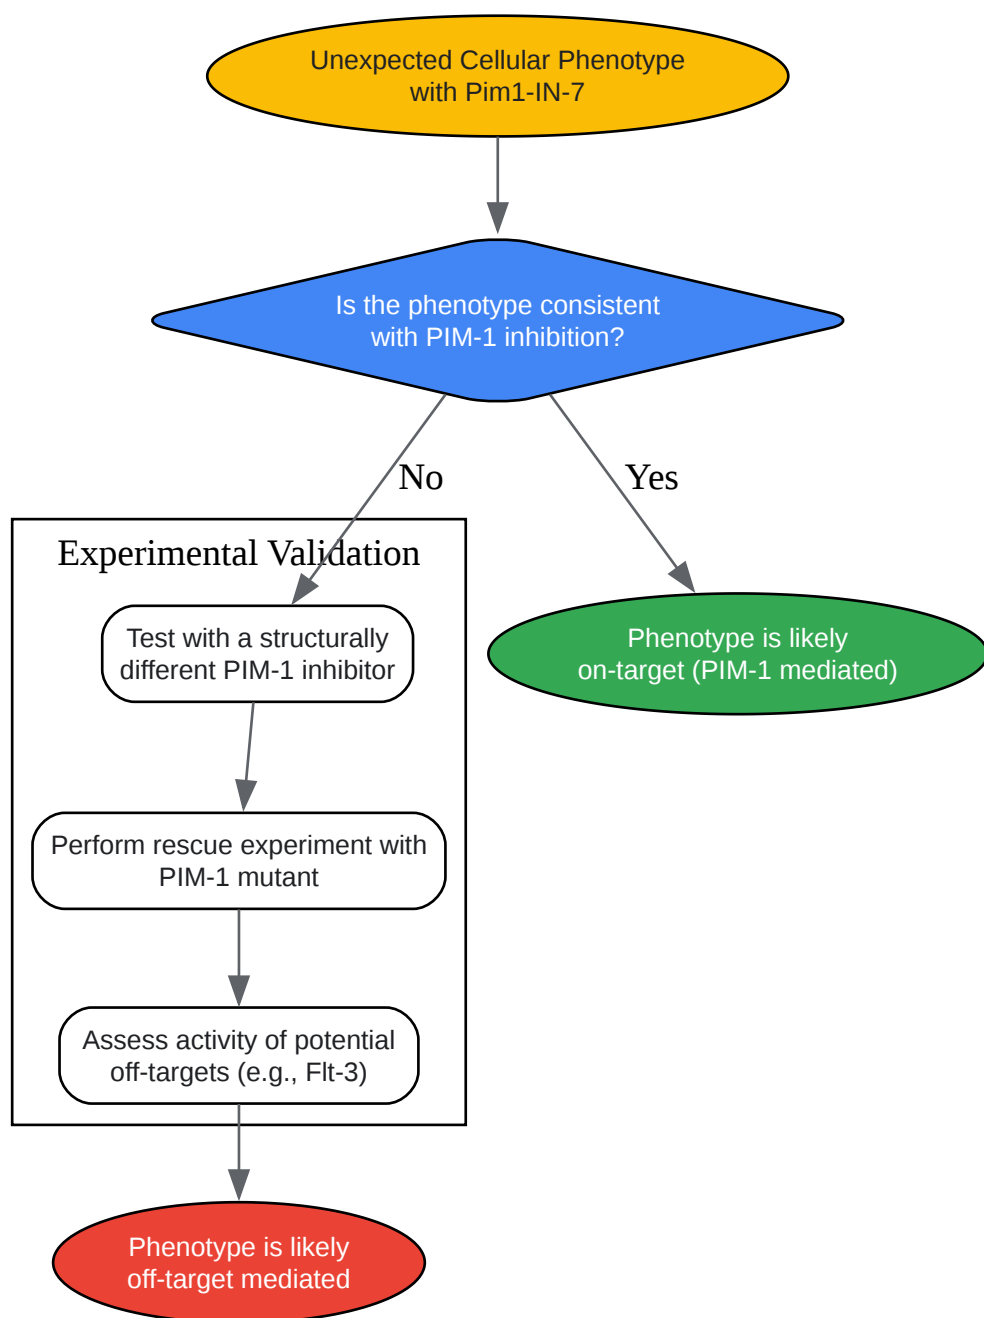 Unexpected Cellular Phenotype
with Pim1-IN-7
Is the phenotype consistent
with PIM-1 inhibition?
No
Yes
Experimental Validation
Test with a structurally
different PIM-1 inhibitor
Phenotype is likely
on-target (PIM-1 mediated)
Perform rescue experiment with
PIM-1 mutant
Assess activity of potential
off-targets (e.g., Flt-3)
Phenotype is likely
off-target mediated